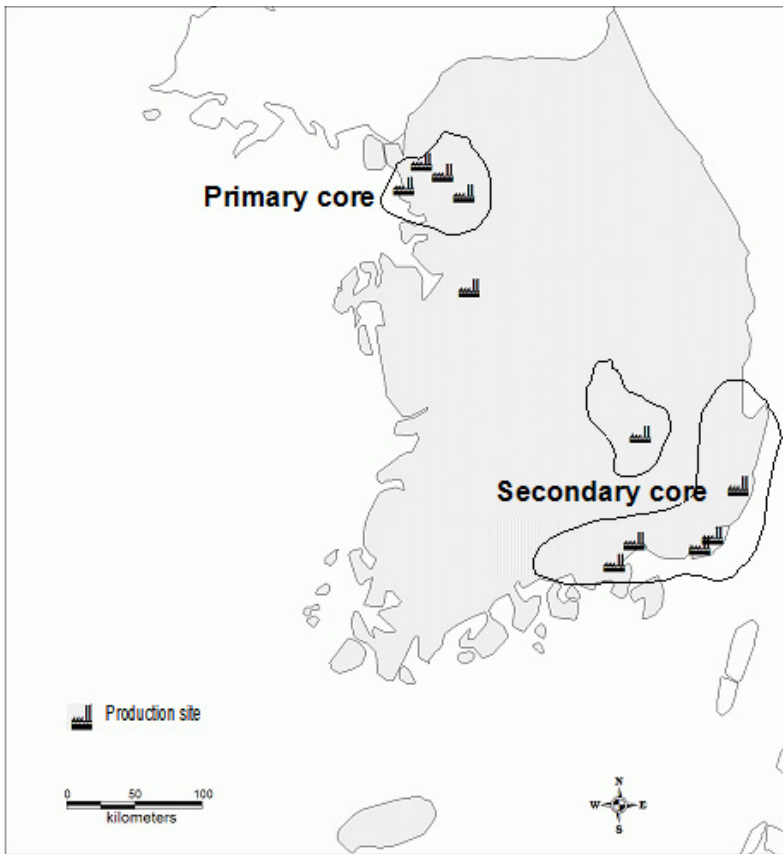 Primary core
Secondary core
Production site
0 50 100
kilometers
N
W E
S